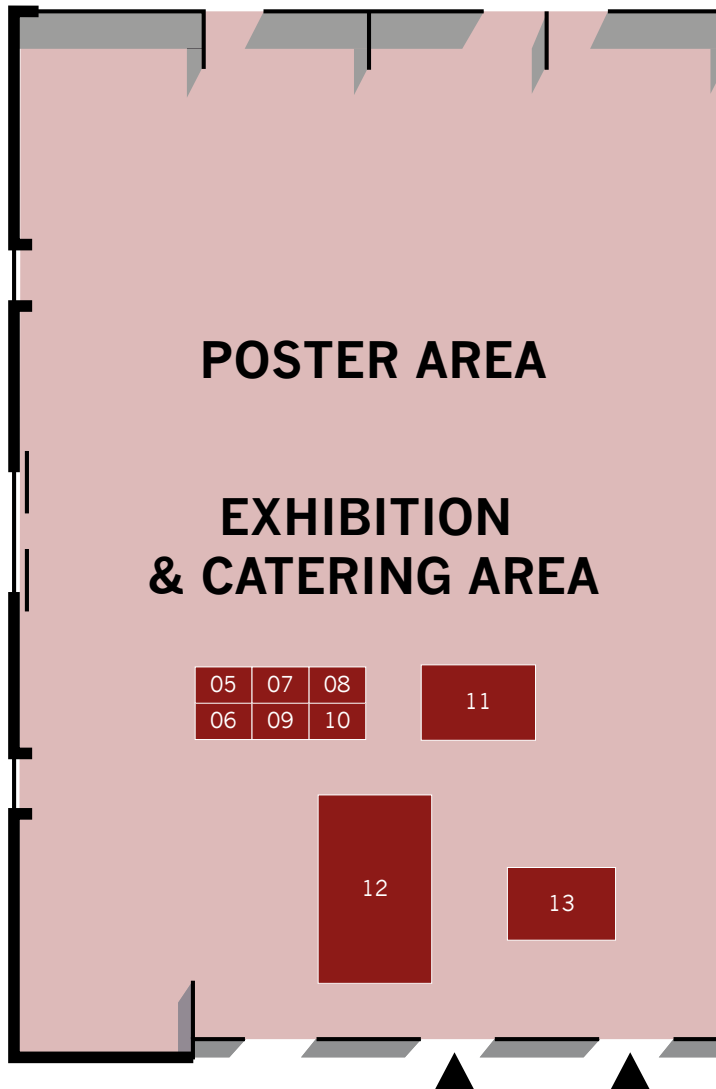 POSTER AREA
EXHIBITION
& CATERING AREA
05 07 08
06 09 10
11
12
13